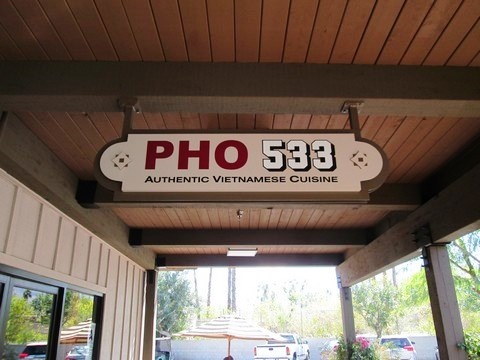 PHO 533
AUTHENTIC VIETNAMESE CUISINE